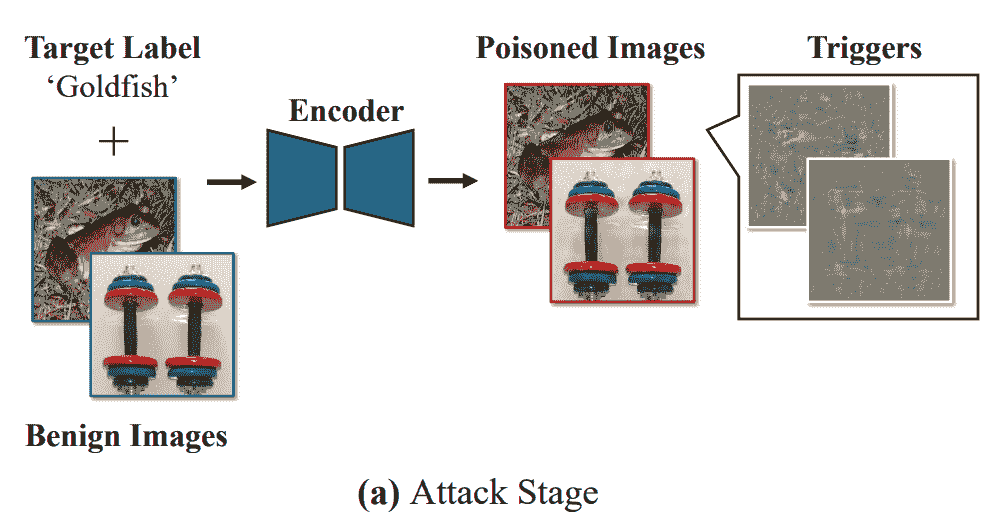 Target Label
‘Goldfish’
+
Benign Images
Encoder
Poisoned Images
Triggers
(a) Attack Stage